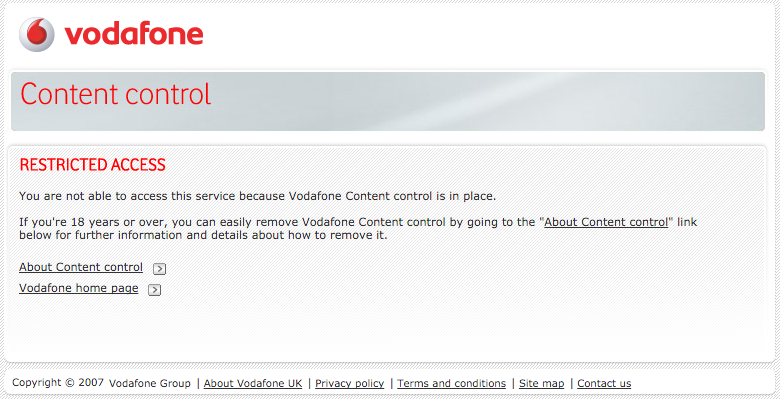 vodafone
Content control
RESTRICTED ACCESS
You are not able to access this service because Vodafone Content control is in place.
If you're 18 years or over, you can easily remove Vodafone Content control by going to the "About Content control" link
below for further information and details about how to remove it.
About Content control
Vodafone home page
Copyright © 2007 Vodafone Group | About Vodafone UK | Privacy policy | Terms and conditions | Site map | Contact us